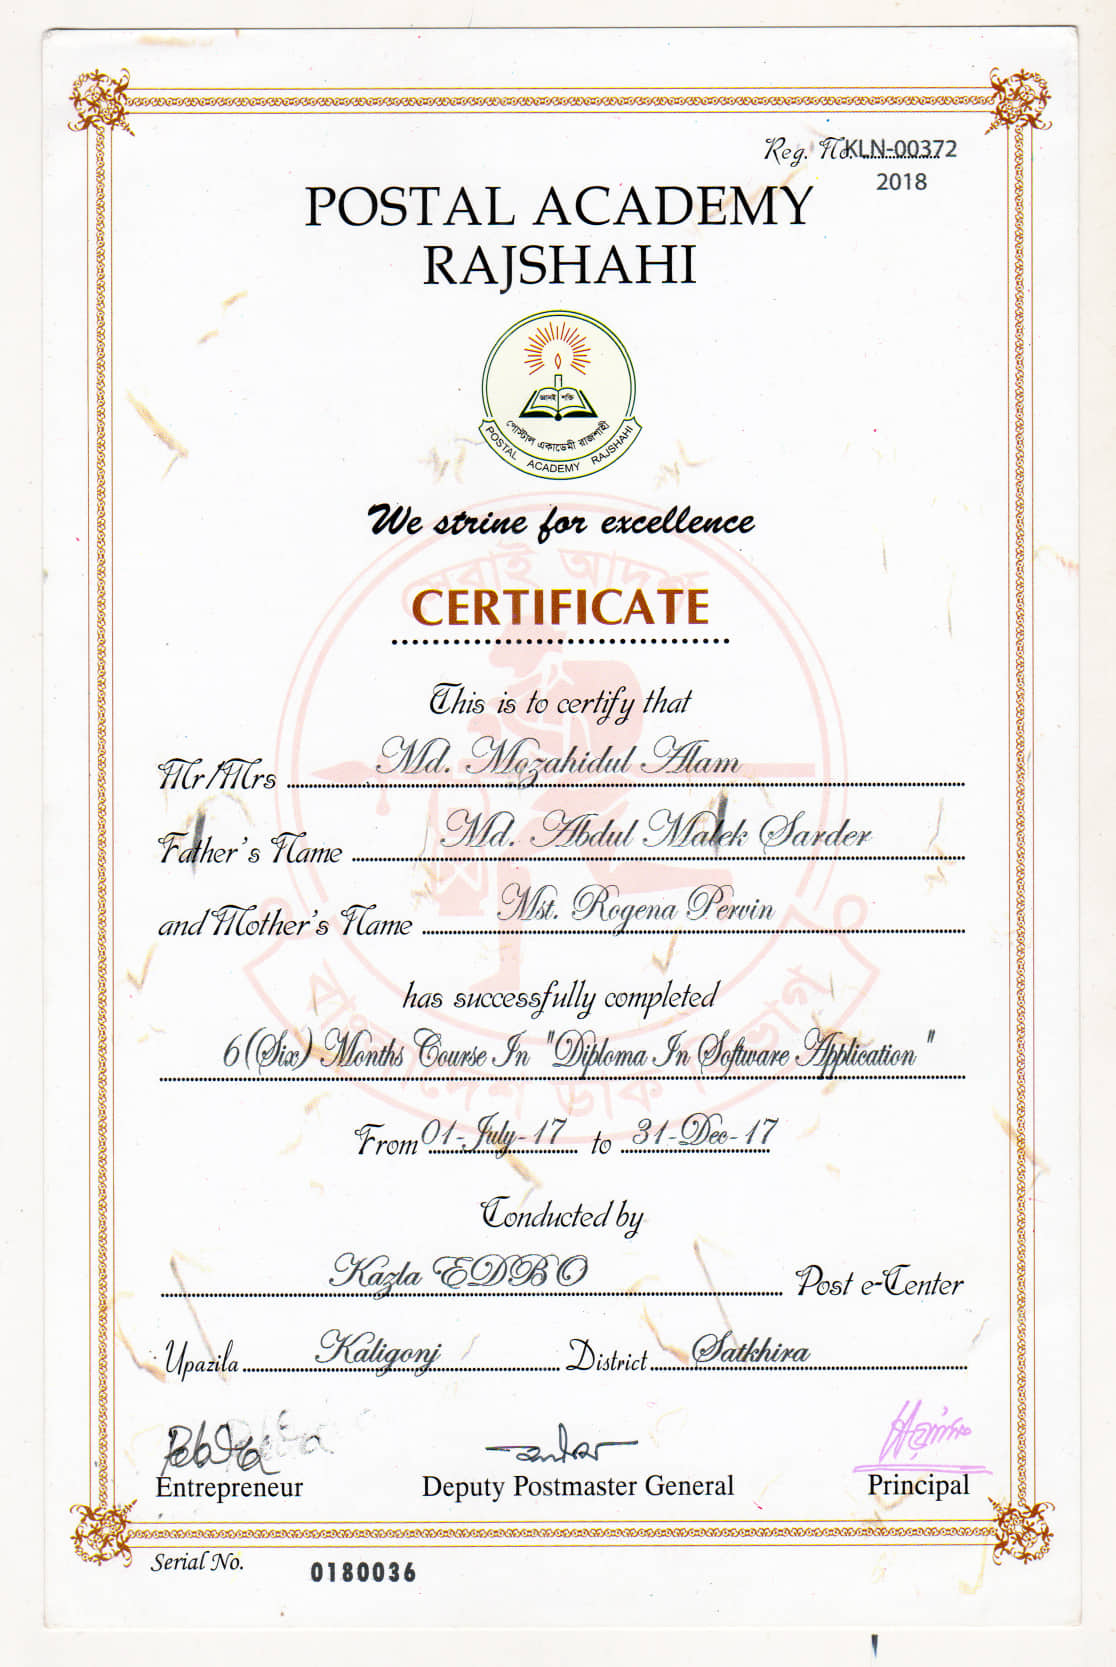 Reg. No. KLN-00372
2018
POSTAL ACADEMY
RAJSHAHI
জ্ঞানই শক্তি
পোস্টাল একাডেমী রাজশাহী
POSTAL ACADEMY RAJSHAHI
We strine for excellence
সেবাই আদর্শ
CERTIFICATE
This is to certify that
Mr/Mrs Md. Mozahidul Alam
Father's Name Md. Abdul Malek Sarder
and Mother's Name Mst. Rogena Pervin
has successfully completed
6(Six) Months Course In "Diploma In Software Application"
বাংলাদেশ ডাক বিভাগ
From 01-July-17 to 31-Dec-17
Conducted by
Kazla EDBO Post e-Center
Upazila Kaligonj District Satkhira
Entrepreneur Deputy Postmaster General Principal
Serial No. 0180036